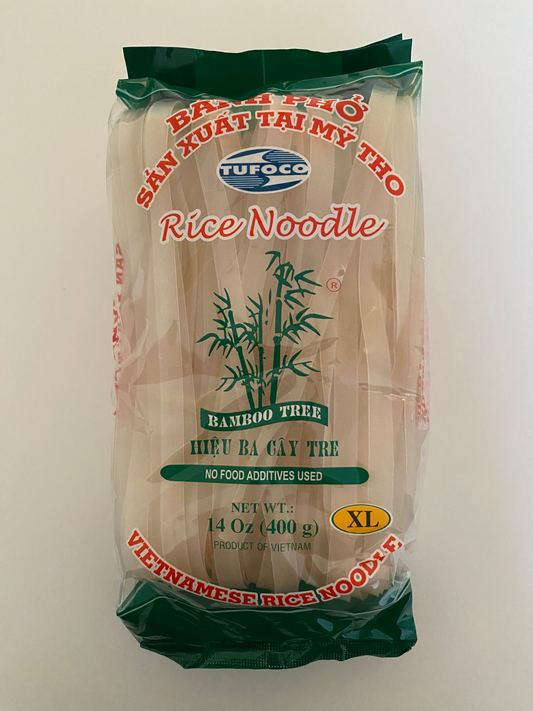 BÁNH PHỞ
SẢN XUẤT TẠI MỸ THO
TUFOCO
Rice Noodle
®
BAMBOO TREE
HIỆU BA CÂY TRE
NO FOOD ADDITIVES USED
NET WT.:
14 Oz (400 g)
XL
PRODUCT OF VIETNAM
VIETNAMESE RICE NOODLE